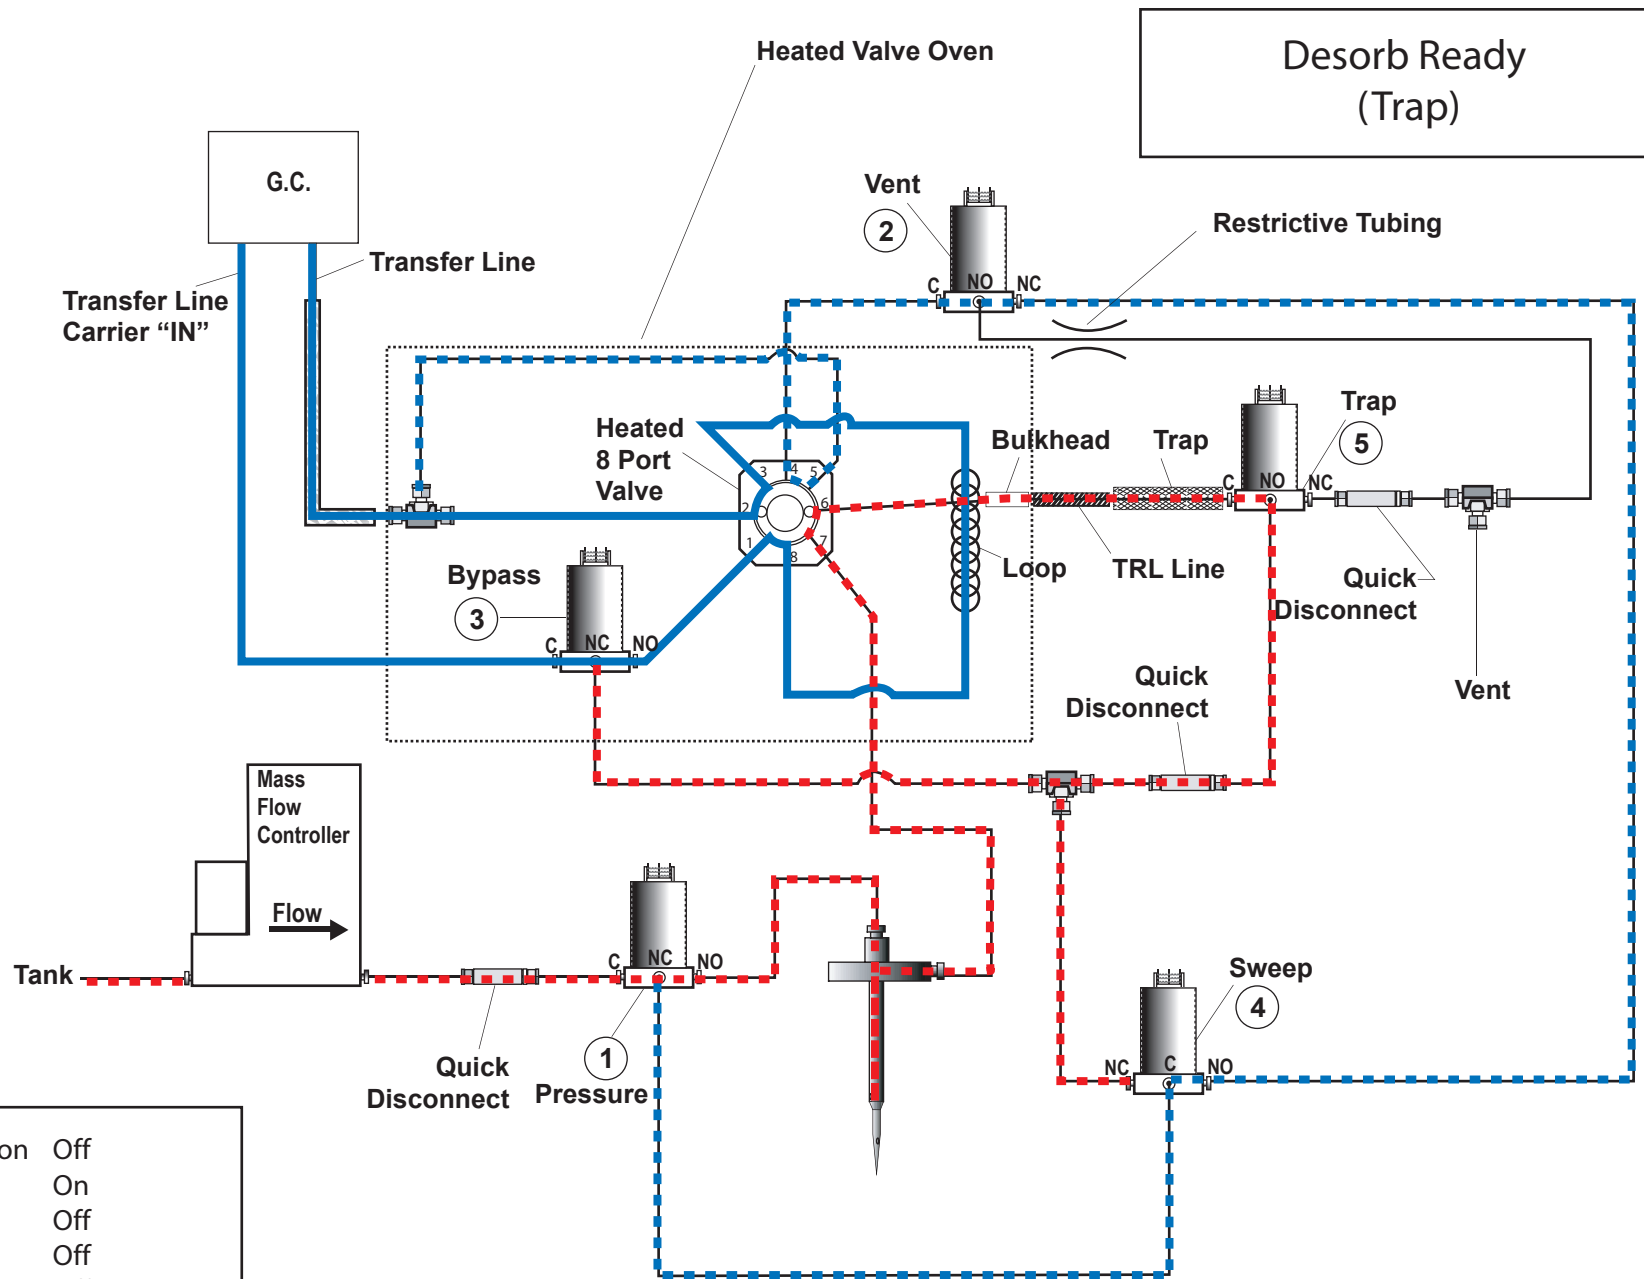 Desorb Ready
(Trap)
Heated Valve Oven
G.C.
Vent
2
C NO NC
Restrictive Tubing
Transfer Line
Transfer Line
Carrier “IN”
Heated
8 Port
Valve
1
2
3
4
5
6
7
8
Bulkhead
Trap
Trap
5
C NO NC
Loop
TRL Line
Quick
Disconnect
Vent
Bypass
3
C NC NO
Quick
Disconnect
Mass
Flow
Controller
Flow
Tank
C NC NO
Quick
Disconnect
1
Pressure
Sweep
4
NC C NO
on Off
On
Off
Off